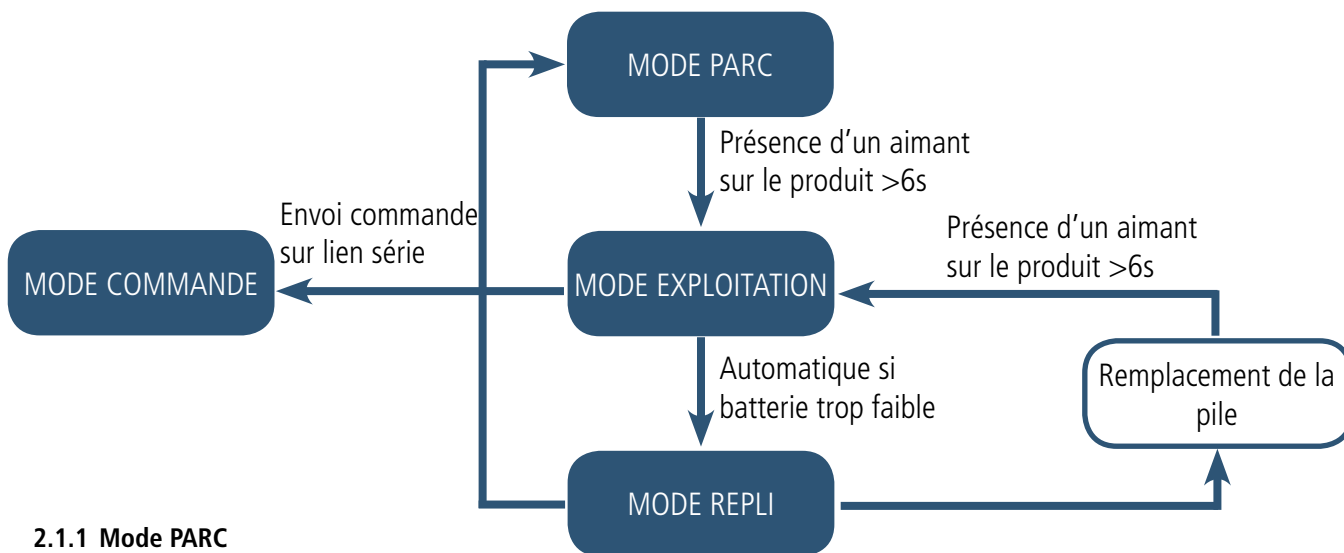 MODE PARC
Présence d'un aimant
sur le produit >6s
Envoi commande
sur lien série
Présence d'un aimant
sur le produit >6s
MODE COMMANDE
MODE EXPLOITATION
Automatique si
batterie trop faible
Remplacement de la
pile
MODE REPLI
2.1.1 Mode PARC